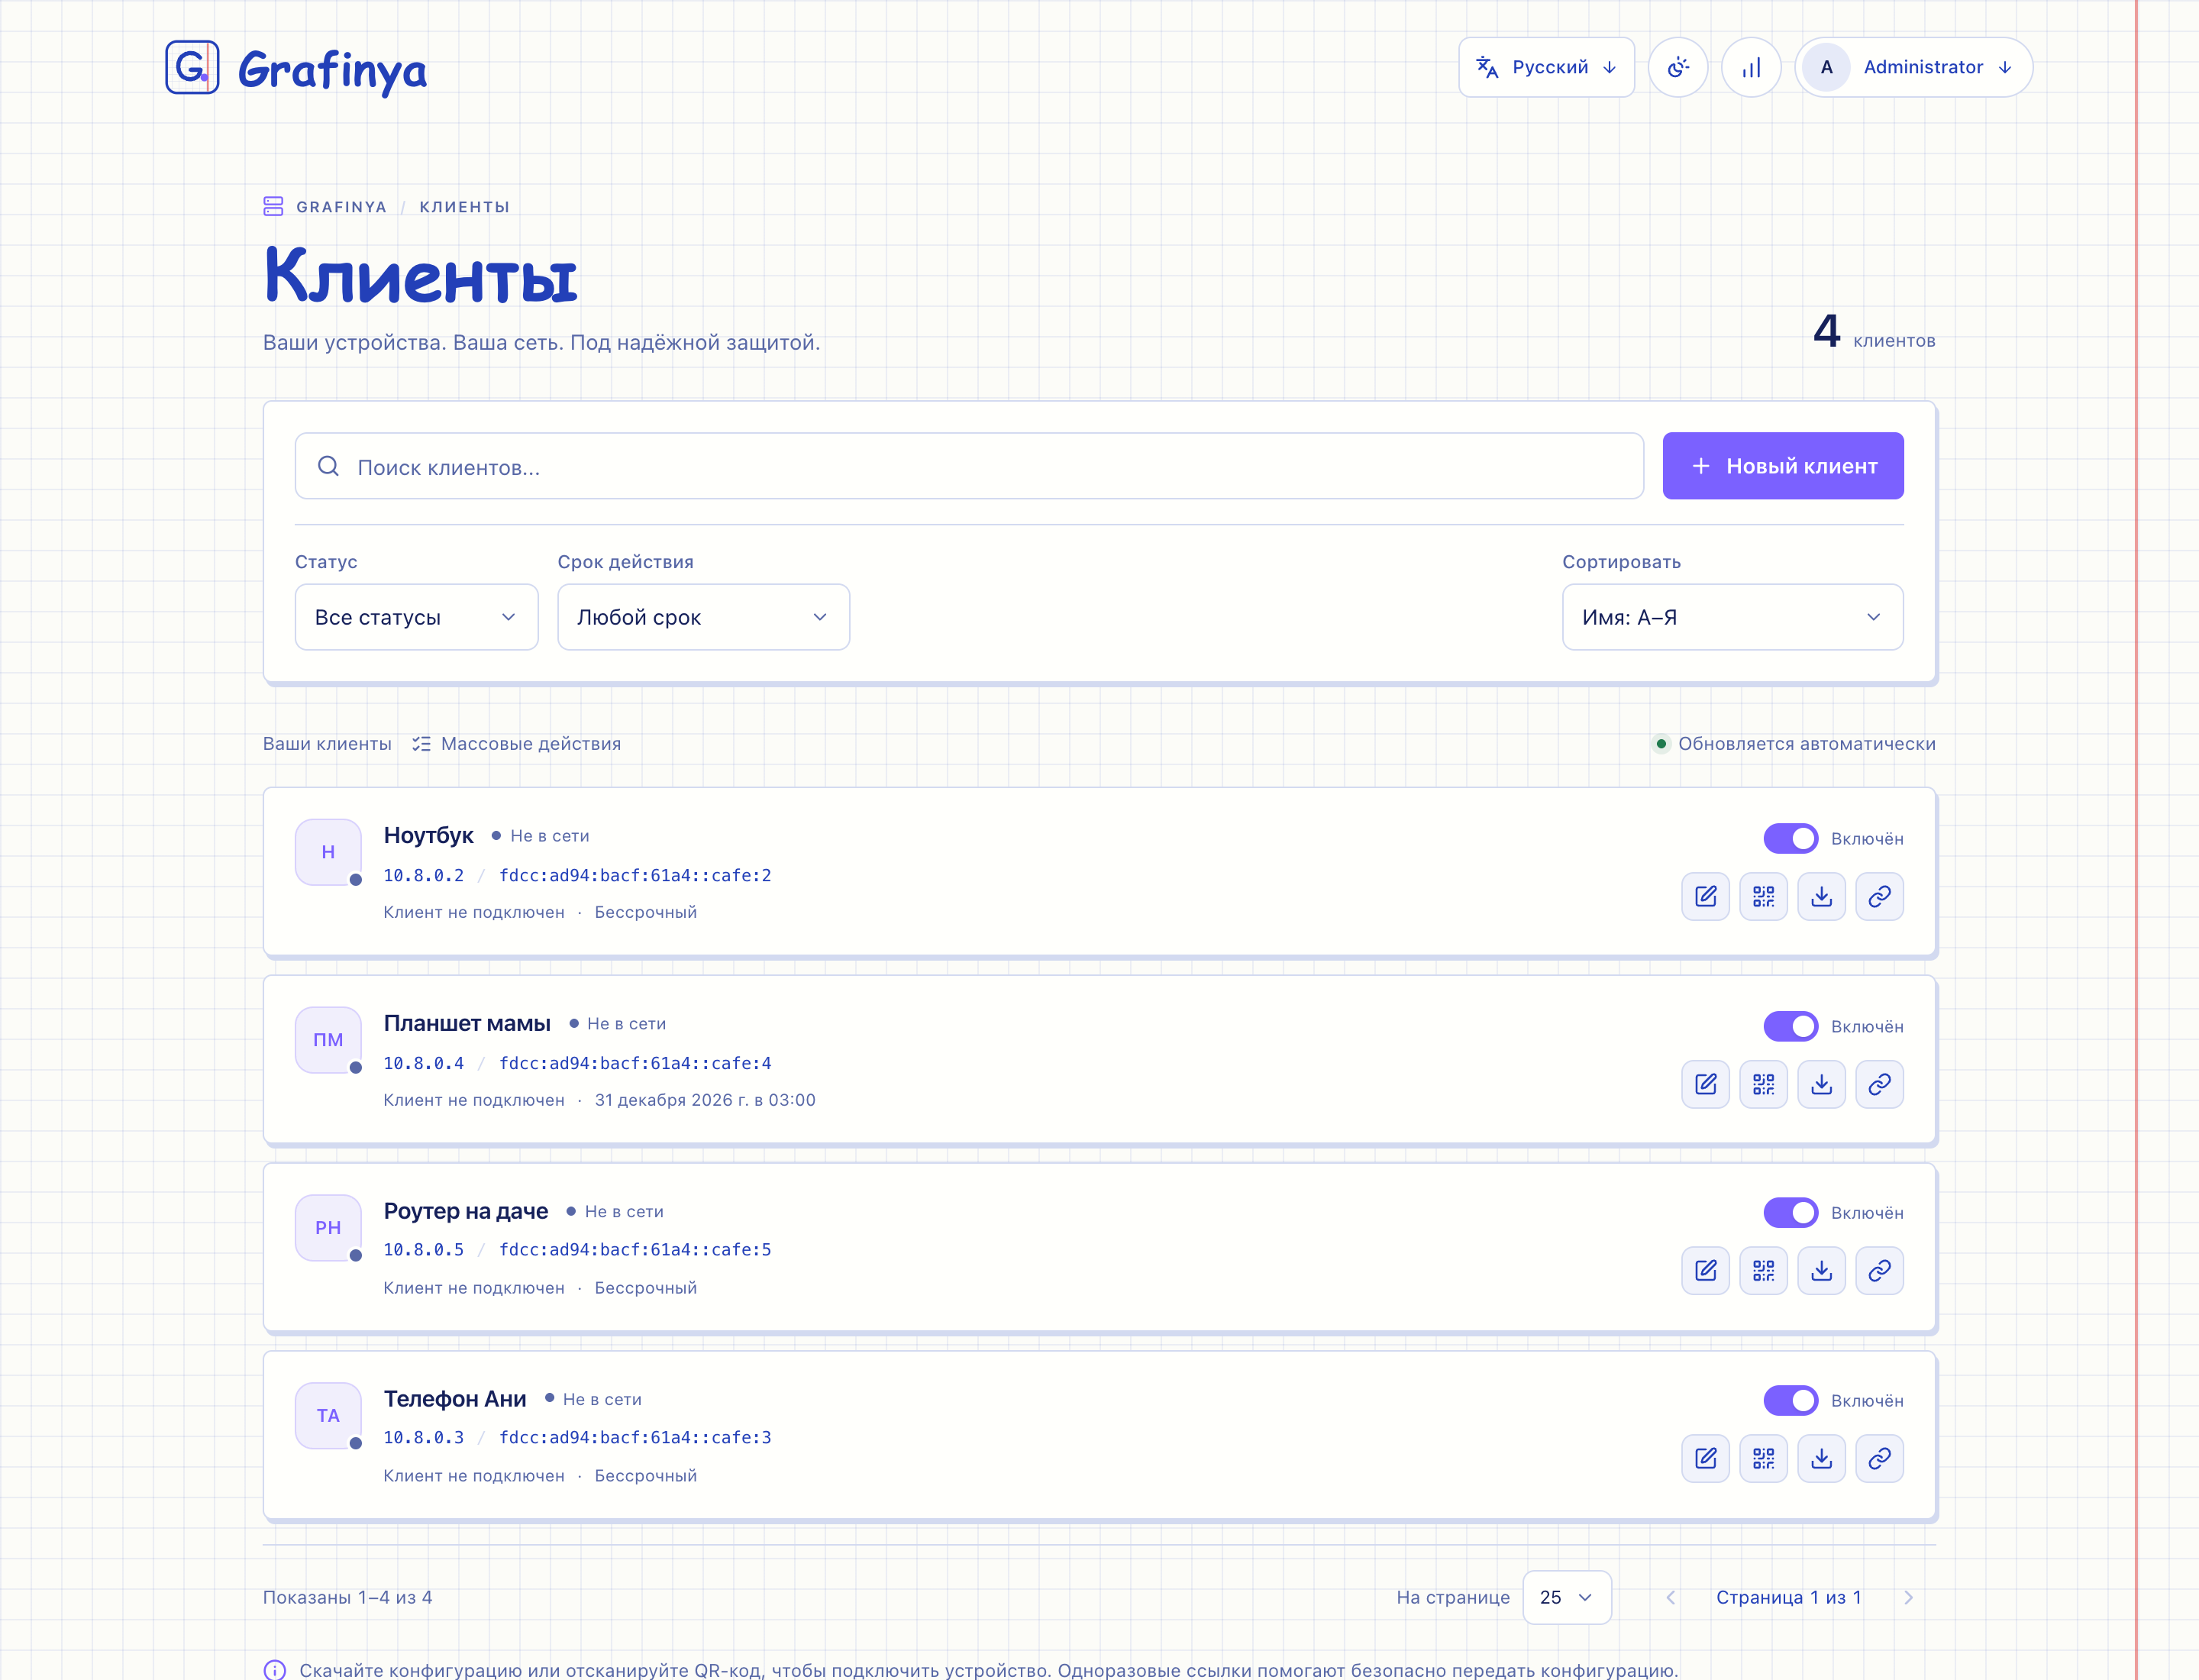 G. Grafinya
Русский
A Administrator
GRAFINYA / КЛИЕНТЫ
Клиенты
Ваши устройства. Ваша сеть. Под надёжной защитой.
4 клиентов
Поиск клиентов...
+ Новый клиент
Статус
Срок действия
Сортировать
Все статусы
Любой срок
Имя: А–Я
Ваши клиенты
Массовые действия
Обновляется автоматически
Н
Ноутбук
Не в сети
10.8.0.2 / fdcc:ad94:bacf:61a4::cafe:2
Клиент не подключен · Бессрочный
Включён
ПМ
Планшет мамы
Не в сети
10.8.0.4 / fdcc:ad94:bacf:61a4::cafe:4
Клиент не подключен · 31 декабря 2026 г. в 03:00
Включён
РН
Роутер на даче
Не в сети
10.8.0.5 / fdcc:ad94:bacf:61a4::cafe:5
Клиент не подключен · Бессрочный
Включён
ТА
Телефон Ани
Не в сети
10.8.0.3 / fdcc:ad94:bacf:61a4::cafe:3
Клиент не подключен · Бессрочный
Включён
Показаны 1–4 из 4
На странице 25
Страница 1 из 1
Скачайте конфигурацию или отсканируйте QR-код, чтобы подключить устройство. Одноразовые ссылки помогают безопасно передать конфигурацию.